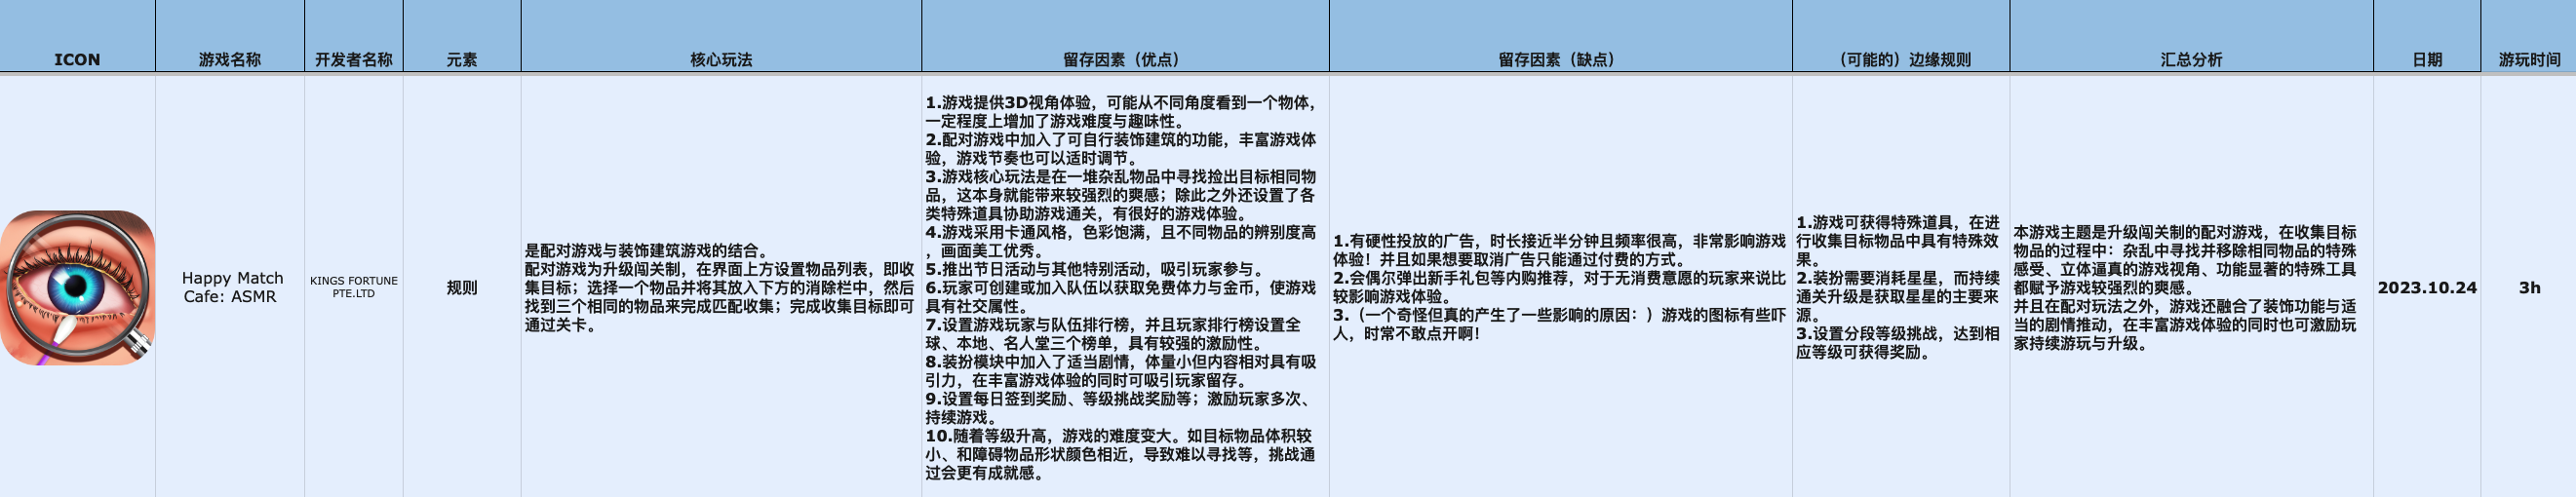 ICON
游戏名称
开发者名称
元素
核心玩法
留存因素（优点）
留存因素（缺点）
（可能的）边缘规则
汇总分析
日期
游玩时间
Happy Match
Cafe: ASMR
KINGS FORTUNE
PTE.LTD
规则
是配对游戏与装饰建筑游戏的结合。
配对游戏为升级闯关制，在界面上方设置物品列表，即收
集目标；选择一个物品并将其放入下方的消除栏中，然后
找到三个相同的物品来完成匹配收集；完成收集目标即可
通过关卡。
1.游戏提供3D视角体验，可能从不同角度看到一个物体，
一定程度上增加了游戏难度与趣味性。
2.配对游戏中加入了可自行装饰建筑的功能，丰富游戏体
验，游戏节奏也可以适时调节。
3.游戏核心玩法是在一堆杂乱物品中寻找捡出目标相同物
品，这本身就能带来较强烈的爽感；除此之外还设置了各
类特殊道具协助游戏通关，有很好的游戏体验。
4.游戏采用卡通风格，色彩饱满，且不同物品的辨别度高
，画面美工优秀。
5.推出节日活动与其他特别活动，吸引玩家参与。
6.玩家可创建或加入队伍以获取免费体力与金币，使游戏
具有社交属性。
7.设置游戏玩家与队伍排行榜，并且玩家排行榜设置全
球、本地、名人堂三个榜单，具有较强的激励性。
8.装扮模块中加入了适当剧情，体量小但内容相对具有吸
引力，在丰富游戏体验的同时可吸引玩家留存。
9.设置每日签到奖励、等级挑战奖励等；激励玩家多次、
持续游戏。
10.随着等级升高，游戏的难度变大。如目标物品体积较
小、和障碍物品形状颜色相近，导致难以寻找等，挑战通
过会更有成就感。
1.有硬性投放的广告，时长接近半分钟且频率很高，非常影响游戏
体验！并且如果想要取消广告只能通过付费的方式。
2.会偶尔弹出新手礼包等内购推荐，对于无消费意愿的玩家来说比
较影响游戏体验。
3.（一个奇怪但真的产生了一些影响的原因：）游戏的图标有些吓
人，时常不敢点开啊！
1.游戏可获得特殊道具，在进
行收集目标物品中具有特殊效
果。
2.装扮需要消耗星星，而持续
通关升级是获取星星的主要来
源。
3.设置分段等级挑战，达到相
应等级可获得奖励。
本游戏主题是升级闯关制的配对游戏，在收集目标
物品的过程中：杂乱中寻找并移除相同物品的特殊
感受、立体逼真的游戏视角、功能显著的特殊工具
都赋予游戏较强烈的爽感。
并且在配对玩法之外，游戏还融合了装饰功能与适
当的剧情推动，在丰富游戏体验的同时也可激励玩
家持续游玩与升级。
2023.10.24
3h